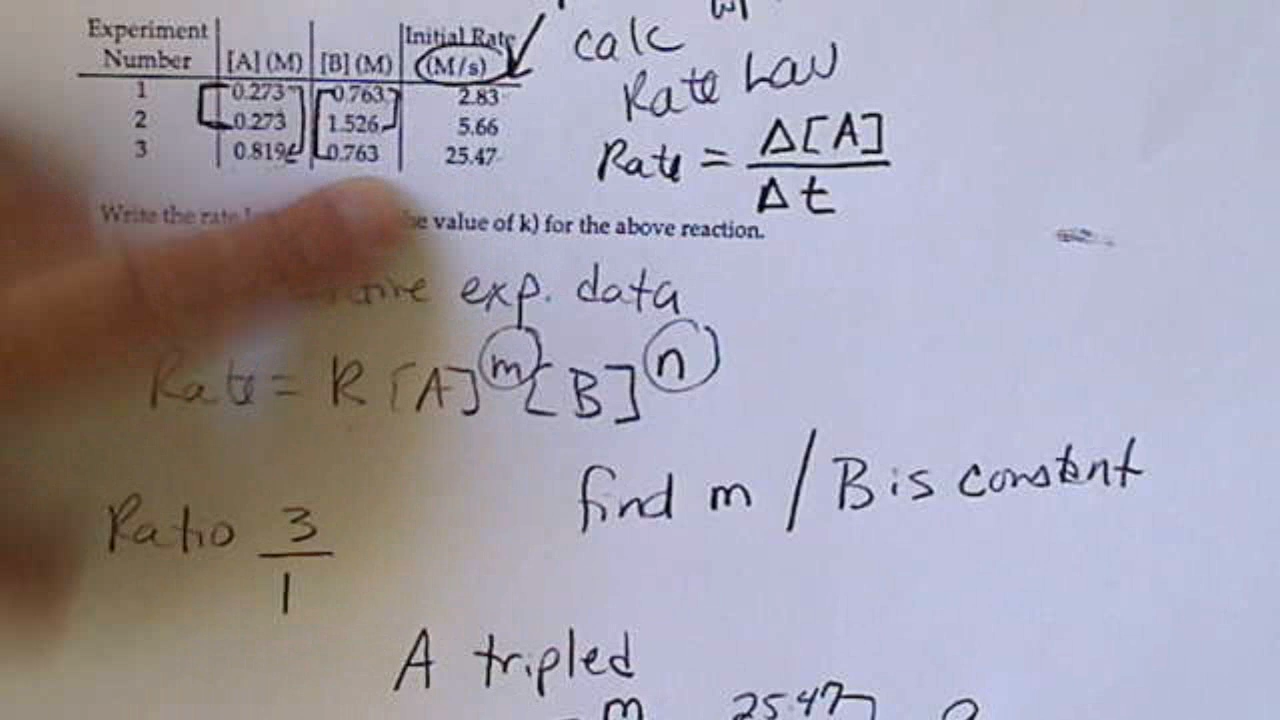 Experiment Number [A] (M) [B] (M) Initial Rate (M/s)
1 0.273 0.763 2.83
2 0.273 1.526 5.66
3 0.819 0.763 25.47
calc
Rate Law
Rate = Δ[A] / Δt
Write the rate value of k) for the above reaction.
exp. data
Rate = k [A]^m [B]^n
find m / B is constant
Ratio 3/1
A tripled
m 25.47